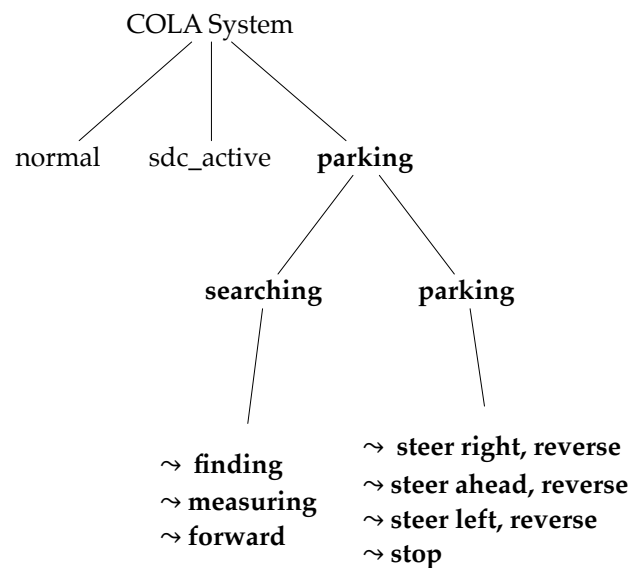 COLA System
normal sdc_active parking
searching parking
⤳ finding
⤳ measuring
⤳ forward
⤳ steer right, reverse
⤳ steer ahead, reverse
⤳ steer left, reverse
⤳ stop